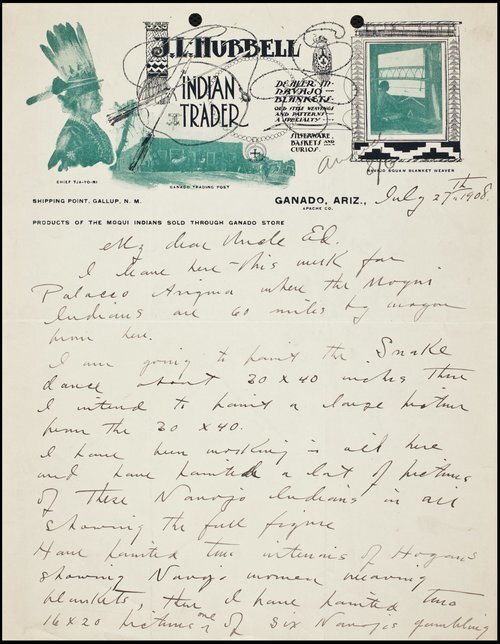 J.L. HUBBELL
INDIAN
TRADER
DEALER IN
NAVAJO
BLANKETS
OLD STYLE WEAVINGS
AND PATTERNS
A SPECIALTY
SILVERWARE,
BASKETS AND
CURIOS.
CHIEF TJA-YO-NI
GANADO TRADING POST
NAVAJO SQUAW BLANKET WEAVER
SHIPPING POINT, GALLUP, N. M.
GANADO, ARIZ.,
APACHE CO.
July 27th 1908.
PRODUCTS OF THE MOQUI INDIANS SOLD THROUGH GANADO STORE
My dear Uncle Ed.
I leave here this week for
Palacco Arizona where the Moqui
Indians are 60 miles by wagon
from here.
I am going to paint the Snake
dance about 30 x 40 inches then
I intend to paint a large picture
from the 30 x 40.
I have been working in oil here
and have painted a lot of pictures
of these Navajo Indians in all
showing the full figure
Have painted two interiors of Hogans
showing Navajo women weaving
blankets, then I have painted two
16 x 20 pictures one of six Navajos gambling